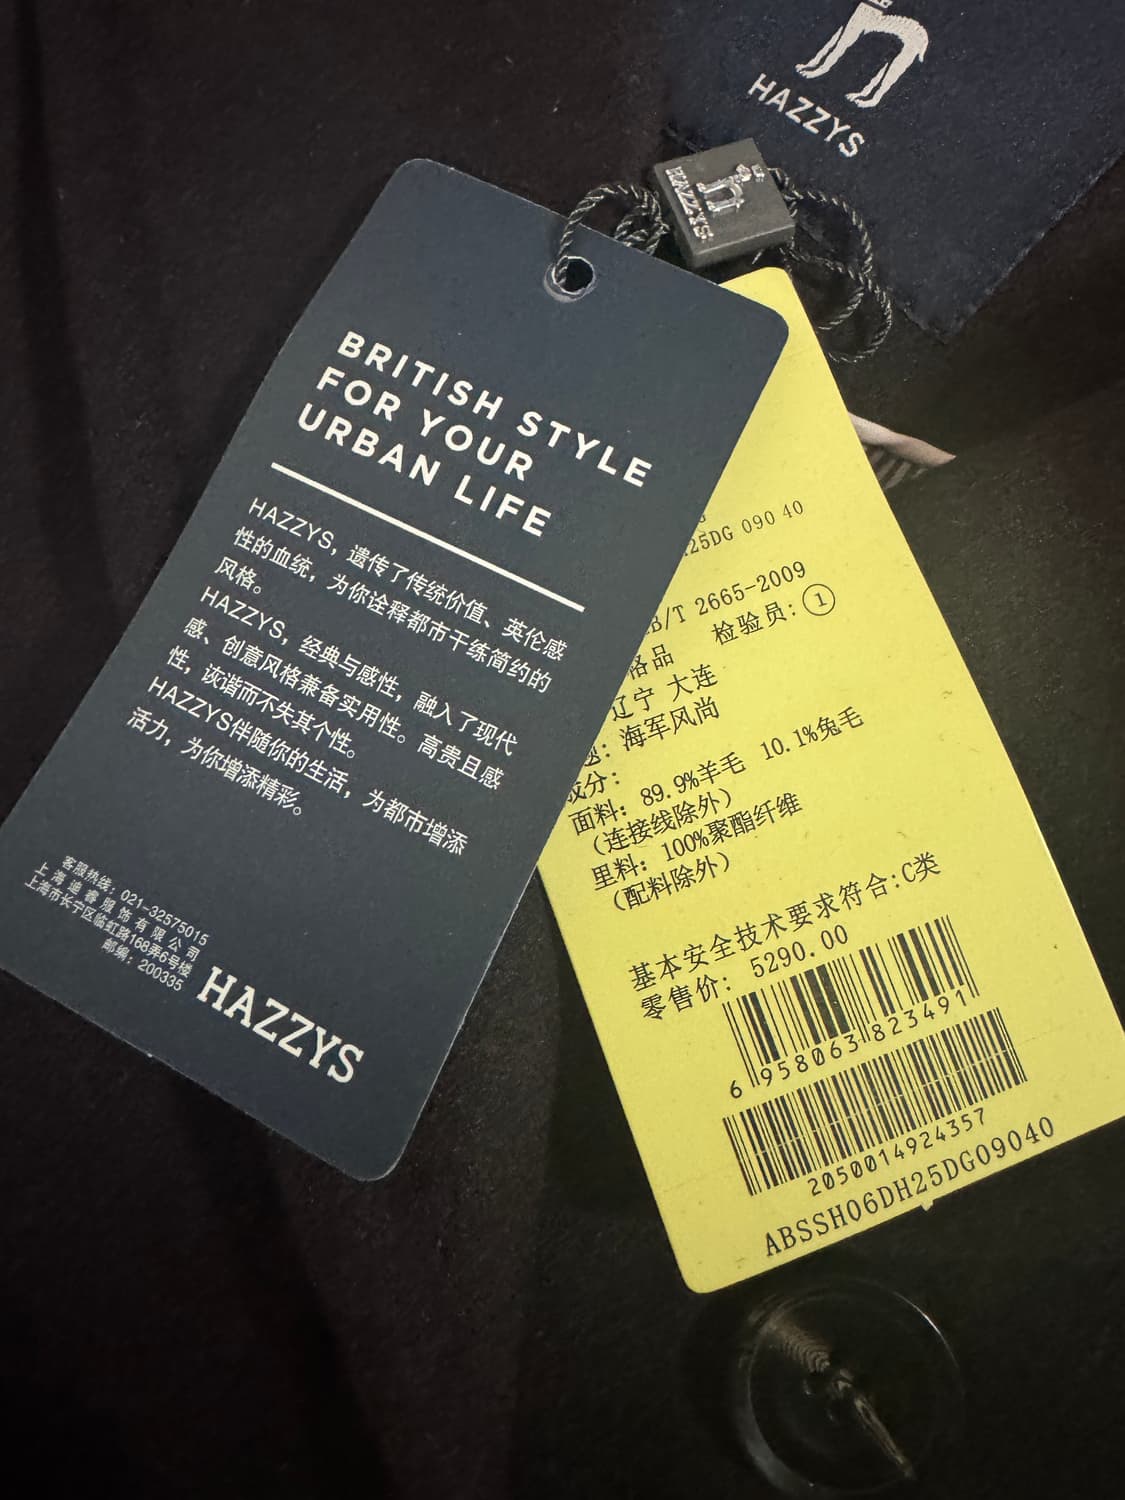 HAZZYS
HAZZYS
BRITISH STYLE
FOR YOUR
URBAN LIFE
HAZZYS，遗传了传统价值、英伦感
性的血统，为你诠释都市干练简约的
风格。
HAZZYS，经典与感性，融入了现代
感、创意风格兼备实用性。高贵且感
性，诙谐而不失其个性。
HAZZYS伴随你的生活，为都市增添
活力，为你增添精彩。
客服热线：021-32575015
上海迪睿服饰有限公司
上海市长宁区临虹路168弄6号楼
邮编：200335
HAZZYS
25DG 090 40
/T 2665-2009
格品 检验员：①
辽宁 大连
：海军风尚
成分：
面料：89.9%羊毛 10.1%兔毛
（连接线除外）
里料：100%聚酯纤维
（配料除外）
基本安全技术要求符合：C类
零售价：5290.00
6 958063 823491
2050014924357
ABSSH06DH25DG09040